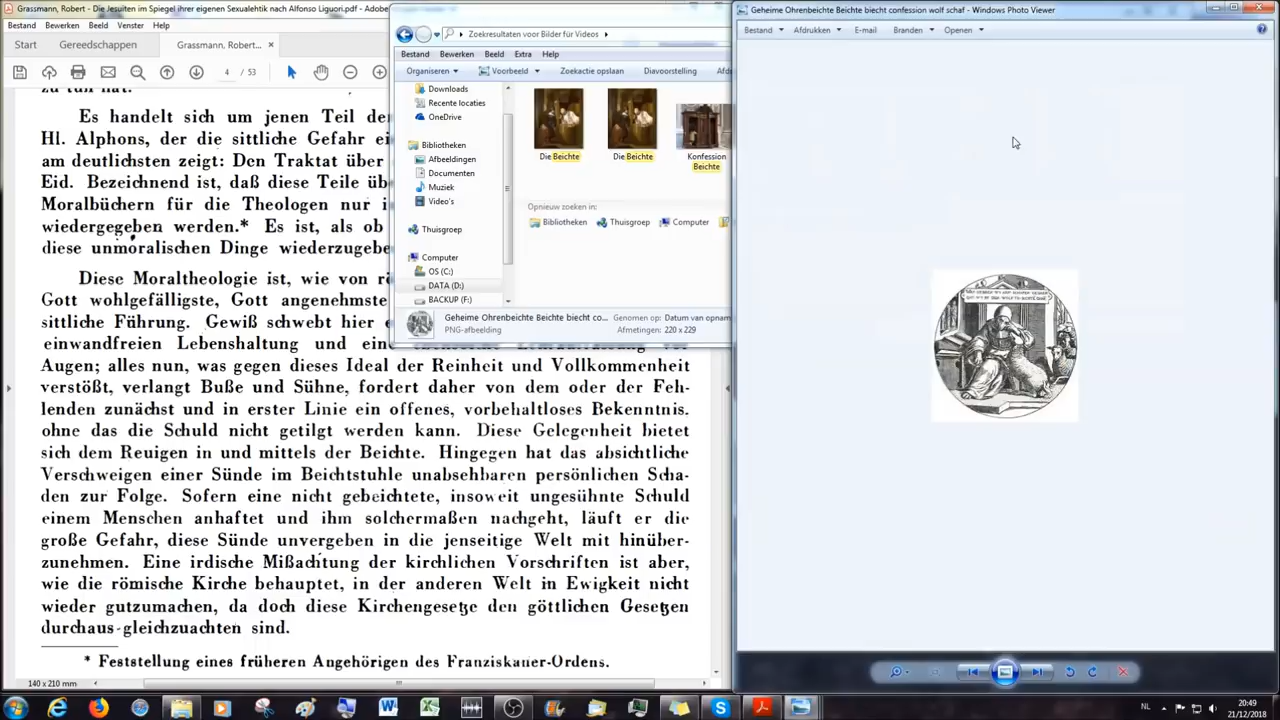 Grassmann, Robert - Die Jesuiten im Spiegel ihrer eigenen Sexualethik nach Alfonso Liguori.pdf - Adobe
Bestand Bewerken Beeld Venster Help
Start Gereedschappen Grassmann, Robert...
4 / 53
zu tun hat.
Es handelt sich um jenen Teil der
Hl. Alphons, der die sittliche Gefahr
am deutlichsten zeigt: Den Traktat über
Eid. Bezeichnend ist, daß diese Teile
Moralbüchern für die Theologen nur
wiedergegeben werden.* Es ist, als ob
diese unmoralischen Dinge
Diese Moraltheologie ist, wie von
Gott wohlgefälligste, Gott angenehmste
sittliche Führung. Gewiß schwebt hier
einwandfreien Lebenshaltung und
Augen; alles nun, was gegen dieses Ideal der Reinheit und Vollkommenheit
verstößt, verlangt Buße und Sühne, fordert daher von dem oder der Feh-
lenden zunächst und in erster Linie ein offenes, vorbehaltloses Bekenntnis.
ohne das die Schuld nicht getilgt werden kann. Diese Gelegenheit bietet
sich dem Reuigen in und mittels der Beichte. Hingegen hat das absichtliche
Verschweigen einer Sünde im Beichtstuhle unabsehbaren persönlichen Scha-
den zur Folge. Sofern eine nicht gebeichtete, insoweit ungesühnte Schuld
einem Menschen anhaftet und ihm solchermaßen nachgeht, läuft er die
große Gefahr, diese Sünde unvergeben in die jenseitige Welt mit hinüber-
zunehmen. Eine irdische Mißachtung der kirchlichen Vorschriften ist aber,
wie die römische Kirche behauptet, in der anderen Welt in Ewigkeit nicht
wieder gutzumachen, da doch diese Kirchengesetze den göttlichen Gesetzen
durchaus gleichzuachten sind.
* Feststellung eines früheren Angehörigen des Franziskaner-Ordens.
140 x 210 mm
Zoekresultaten voor Bilder für Videos
Bestand Bewerken Beeld Extra Help
Organiseren Voorbeeld Zoekactie opslaan Diavoorstelling
Downloads
Recente locaties
OneDrive
Bibliotheken
Afbeeldingen
Documenten
Muziek
Video's
Thuisgroep
Computer
OS (C:)
DATA (D:)
BACKUP (F:)
Die Beichte
Die Beichte
Konfession
Beichte
Opnieuw zoeken in:
Bibliotheken Thuisgroep Computer
Geheime Ohrenbeichte Beichte biecht co... Genomen op: Datum van opnam
PNG-afbeelding Afmetingen: 220 x 229
Geheime Ohrenbeichte Beichte biecht confession wolf schaf - Windows Photo Viewer
Bestand Afdrukken E-mail Branden Openen
NL
20:49
21/12/2018